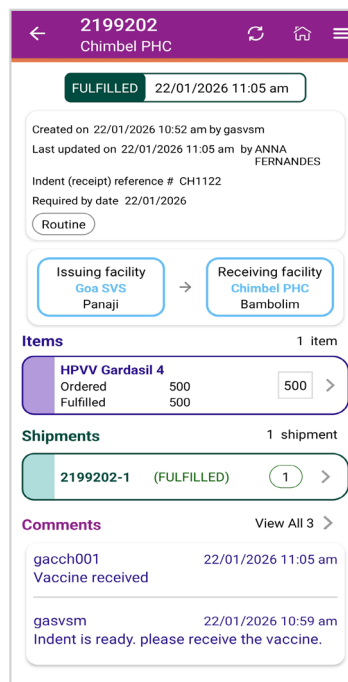 2199202
Chimbel PHC
FULFILLED 22/01/2026 11:05 am
Created on 22/01/2026 10:52 am by gasvsm
Last updated on 22/01/2026 11:05 am by ANNA
FERNANDES
Indent (receipt) reference # CH1122
Required by date 22/01/2026
Routine
Issuing facility
Goa SVS
Panaji
Receiving facility
Chimbel PHC
Bambolim
Items 1 item
HPVV Gardasil 4
Ordered 500
Fulfilled 500
500
Shipments 1 shipment
2199202-1 (FULFILLED) 1
Comments View All 3
gacch001 22/01/2026 11:05 am
Vaccine received
gasvsm 22/01/2026 10:59 am
Indent is ready. please receive the vaccine.